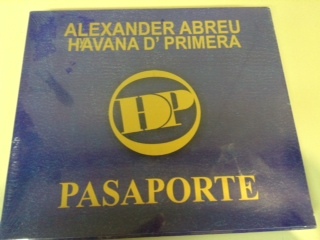 ALEXANDER ABREU
HAVANA D' PRIMERA
HDP
PASAPORTE